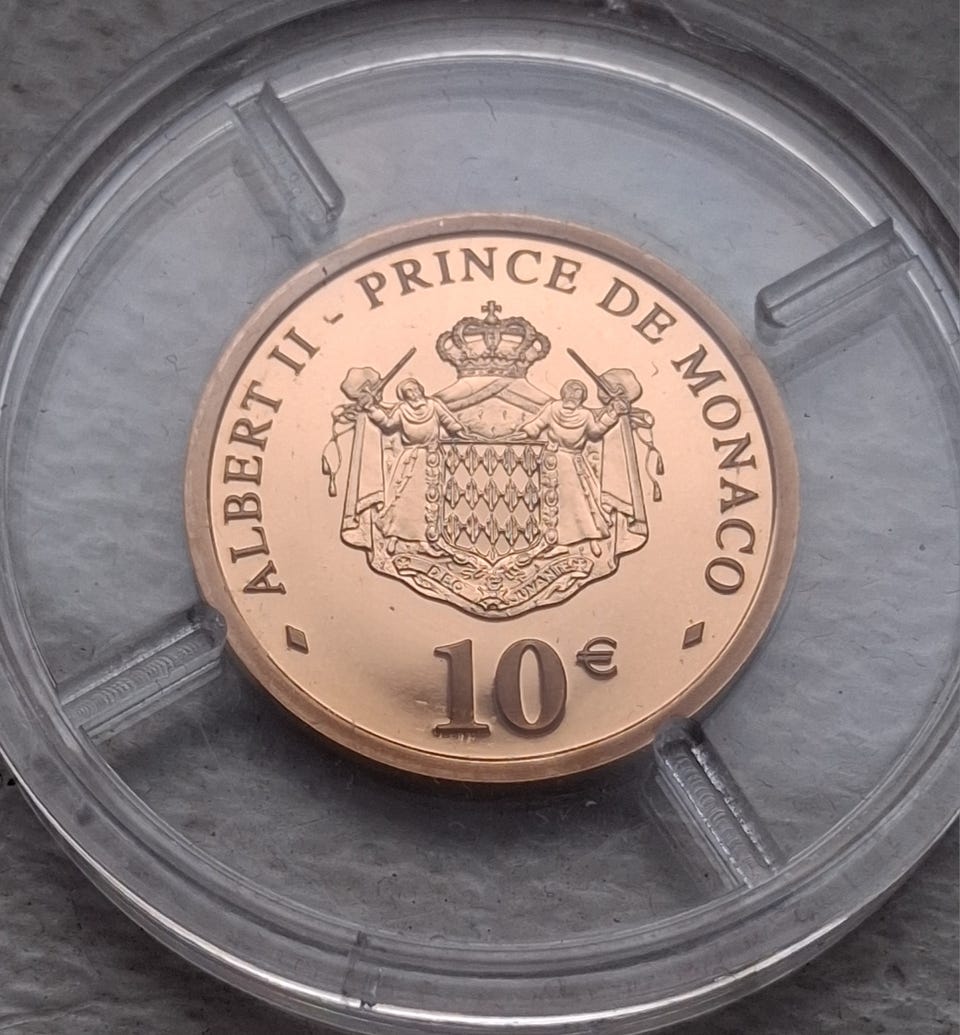 ALBERT II - PRINCE DE MONACO
DEO JUVANTE
10€